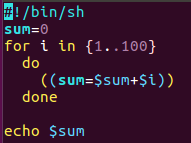 #!/bin/sh
sum=0
for i in {1..100}
  do
    ((sum=$sum+$i))
  done

echo $sum